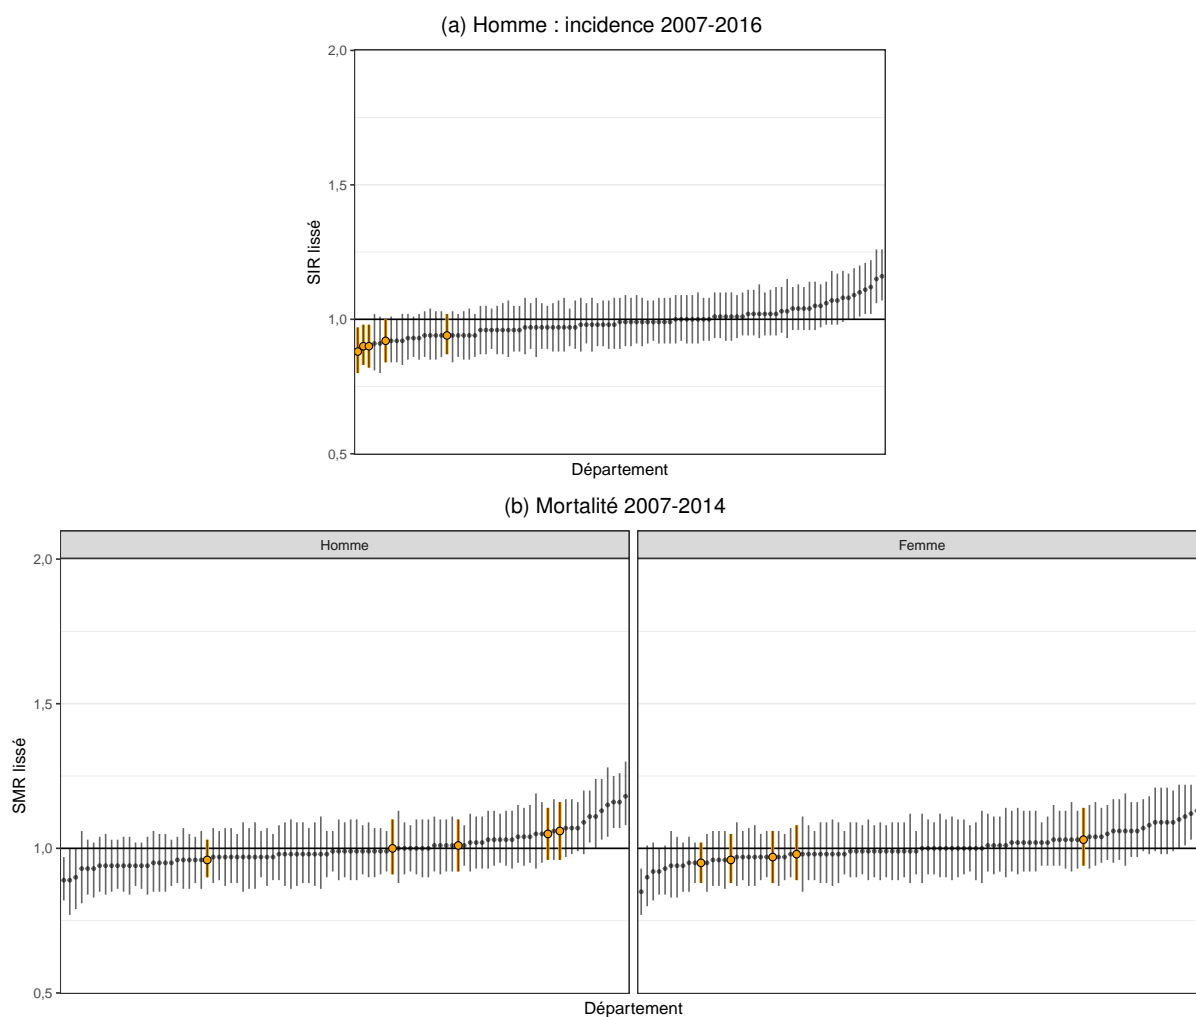 (a) Homme : incidence 2007-2016
2,0
1,5
1,0
0,5
SIR lissé
Département
(b) Mortalité 2007-2014
Homme
Femme
2,0
1,5
1,0
0,5
SMR lissé
Département